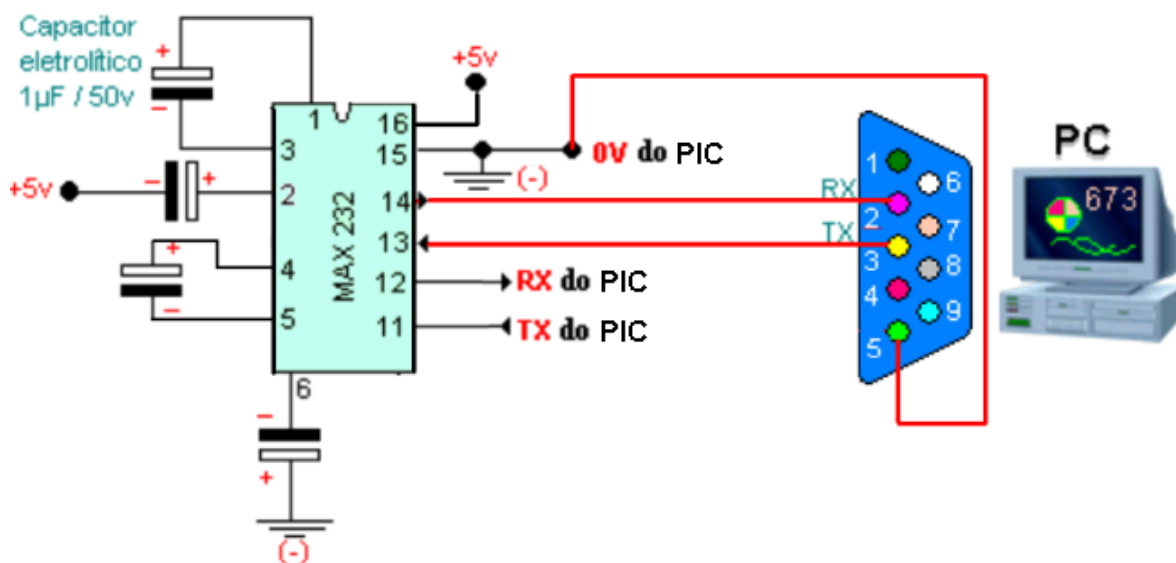 Capacitor
eletrolítico
1µF / 50v
+
−
+5v
−
+
+
−
−
+
(-)
1
3
2
4
5
6
MAX 232
16
15
14
13
12
11
+5v
0V do PIC
(-)
RX
TX
RX do PIC
TX do PIC
1
2
3
4
5
6
7
8
9
PC
673